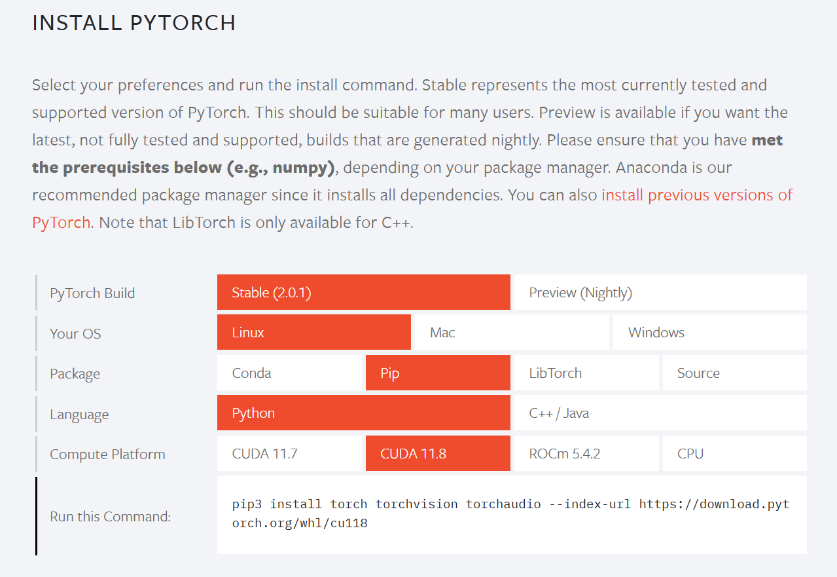 INSTALL PYTORCH
Select your preferences and run the install command. Stable represents the most currently tested and
supported version of PyTorch. This should be suitable for many users. Preview is available if you want the
latest, not fully tested and supported, builds that are generated nightly. Please ensure that you have met
the prerequisites below (e.g., numpy), depending on your package manager. Anaconda is our
recommended package manager since it installs all dependencies. You can also install previous versions of
PyTorch. Note that LibTorch is only available for C++.
PyTorch Build Stable (2.0.1) Preview (Nightly)
Your OS Linux Mac Windows
Package Conda Pip LibTorch Source
Language Python C++ / Java
Compute Platform CUDA 11.7 CUDA 11.8 ROCm 5.4.2 CPU
Run this Command: pip3 install torch torchvision torchaudio --index-url https://download.pyt
orch.org/whl/cu118